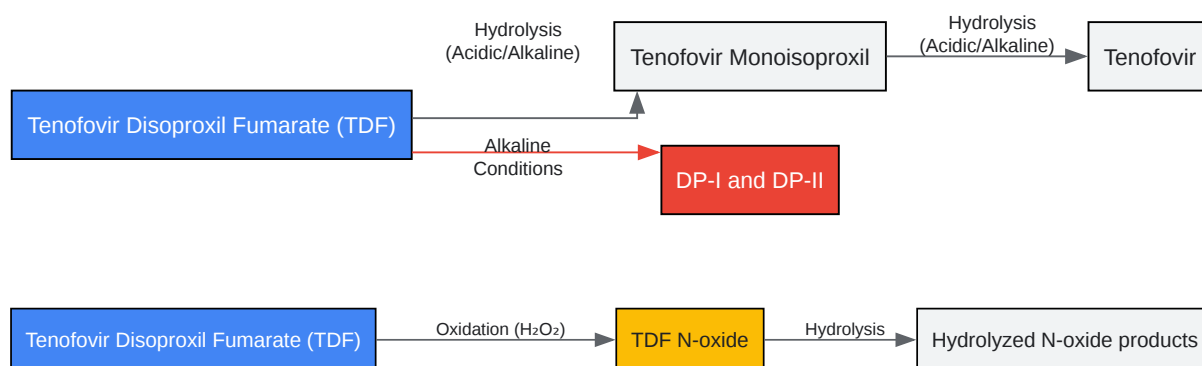 Hydrolysis
(Acidic/Alkaline)
Tenofovir Monoisoproxil
Hydrolysis
(Acidic/Alkaline)
Tenofovir
Tenofovir Disoproxil Fumarate (TDF)
Alkaline
Conditions
DP-I and DP-II
Tenofovir Disoproxil Fumarate (TDF)
Oxidation (H₂O₂)
TDF N-oxide
Hydrolysis
Hydrolyzed N-oxide products